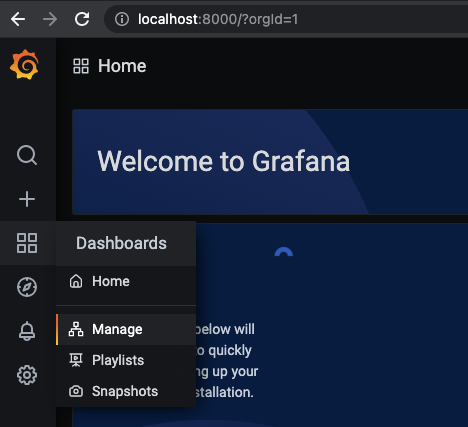 localhost:8000/?orgId=1
Home
Welcome to Grafana
Dashboards
Home
Manage
Playlists
Snapshots
below will
to quickly
ng up your
stallation.